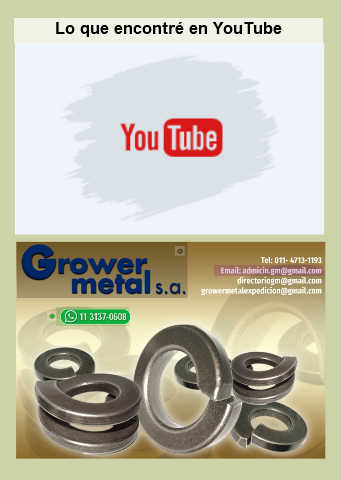 Lo que encontré en YouTube
YouTube
Grower
metal s.a.
Tel: 011- 4713-1193
Email: admicin.gm@gmail.com
directoriogm@gmail.com
growermetalexpedicion@gmail.com
11 3137-0608